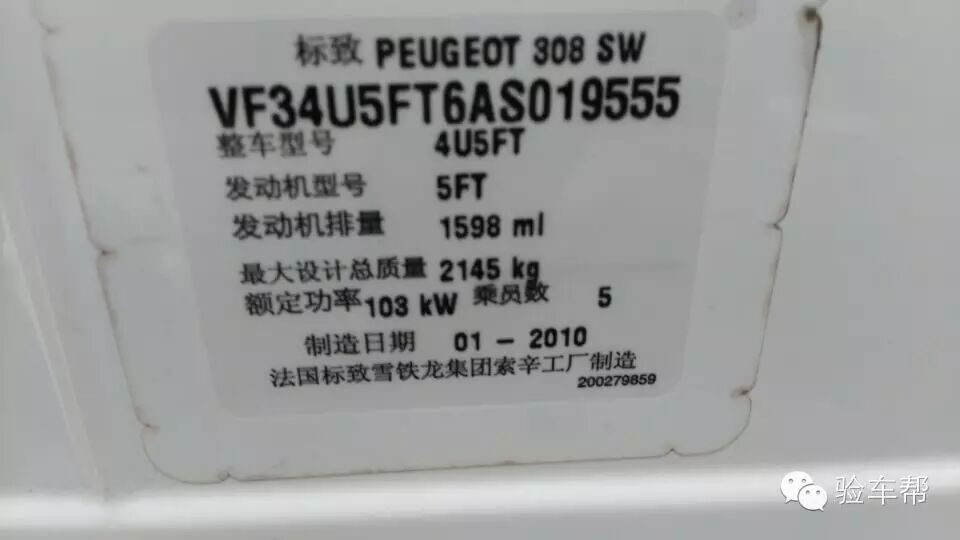 标致 PEUGEOT 308 SW
VF34U5FT6AS019555
整车型号 4U5FT
发动机型号 5FT
发动机排量 1598 ml
最大设计总质量 2145 kg
额定功率 103 kW 乘员数 5
制造日期 01 - 2010
法国标致雪铁龙集团索辛工厂制造
200279859
验车帮